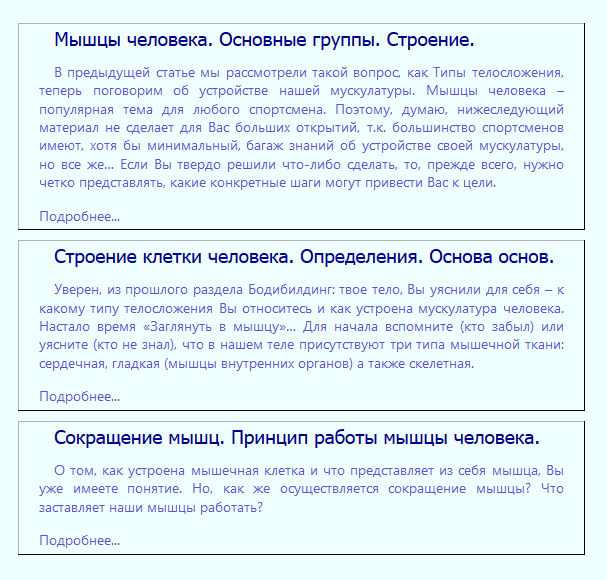 Мышцы человека. Основные группы. Строение.
В предыдущей статье мы рассмотрели такой вопрос, как Типы телосложения,
теперь поговорим об устройстве нашей мускулатуры. Мышцы человека –
популярная тема для любого спортсмена. Поэтому, думаю, нижеследующий
материал не сделает для Вас больших открытий, т.к. большинство спортсменов
имеют, хотя бы минимальный, багаж знаний об устройстве своей мускулатуры,
но все же... Если Вы твердо решили что-либо сделать, то, прежде всего, нужно
четко представлять, какие конкретные шаги могут привести Вас к цели.
Подробнее...
Строение клетки человека. Определения. Основа основ.
Уверен, из прошлого раздела Бодибилдинг: твое тело, Вы уяснили для себя – к
какому типу телосложения Вы относитесь и как устроена мускулатура человека.
Настало время «Заглянуть в мышцу»... Для начала вспомните (кто забыл) или
уясните (кто не знал), что в нашем теле присутствуют три типа мышечной ткани:
сердечная, гладкая (мышцы внутренних органов) а также скелетная.
Подробнее...
Сокращение мышц. Принцип работы мышцы человека.
О том, как устроена мышечная клетка и что представляет из себя мышца, Вы
уже имеете понятие. Но, как же осуществляется сокращение мышцы? Что
заставляет наши мышцы работать?
Подробнее...